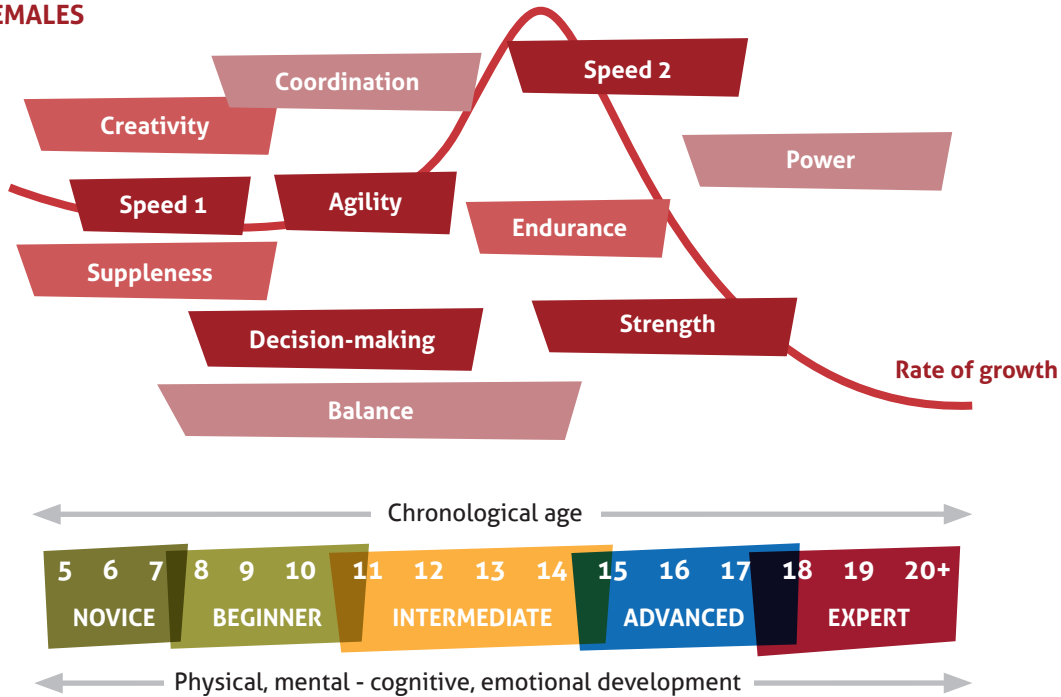 EMALES
Coordination
Speed 2
Creativity
Power
Speed 1
Agility
Endurance
Suppleness
Strength
Decision-making
Rate of growth
Balance
Chronological age
5 6 7 8 9 10 11 12 13 14 15 16 17 18 19 20+
NOVICE BEGINNER INTERMEDIATE ADVANCED EXPERT
Physical, mental - cognitive, emotional development